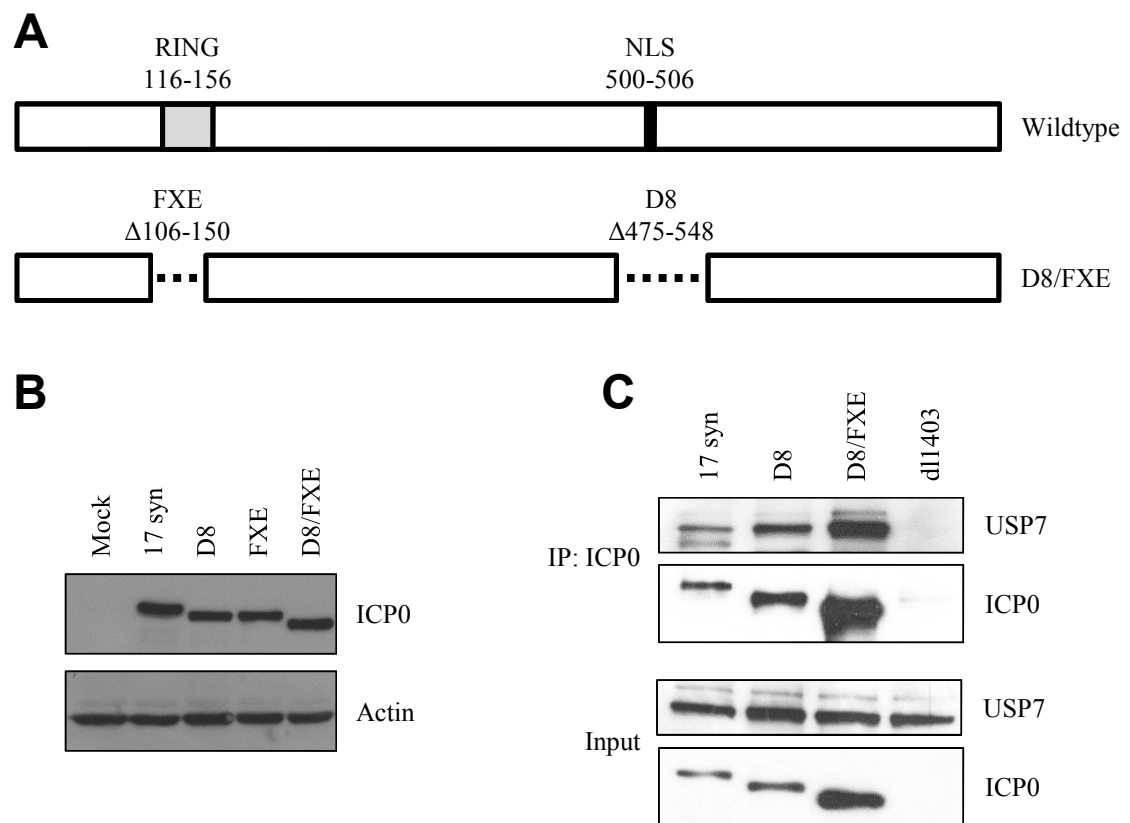 A
RING
116-156
NLS
500-506
Wildtype
FXE
Δ106-150
D8
Δ475-548
D8/FXE
B
Mock
17 syn
D8
FXE
D8/FXE
ICP0
Actin
C
17 syn
D8
D8/FXE
dl1403
IP: ICP0
USP7
ICP0
Input
USP7
ICP0